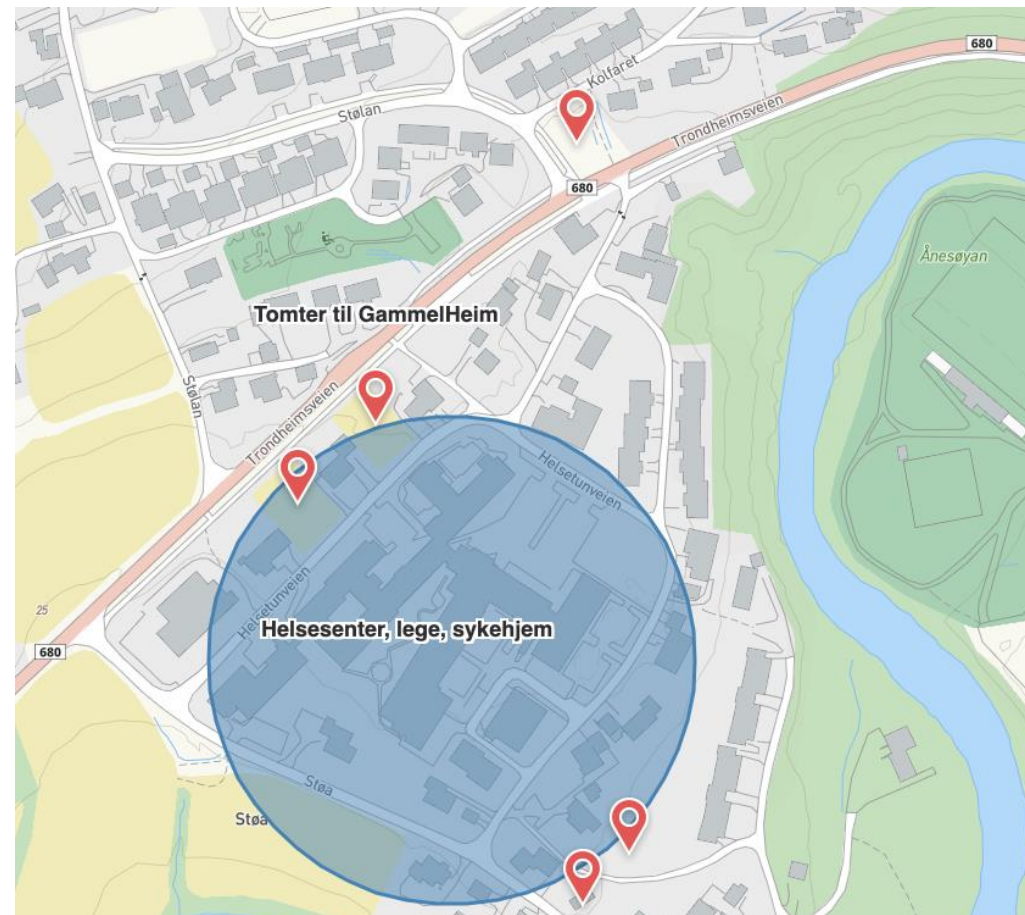 680
Kolfaret
Stølan
Trondheimsveien
680
Ånesøyan
Tomter til GammelHeim
Stølan
Trondheimsveien
Helsetunveien
25
Helsetunveien
Helsesenter, lege, sykehjem
680
Støa
Støa